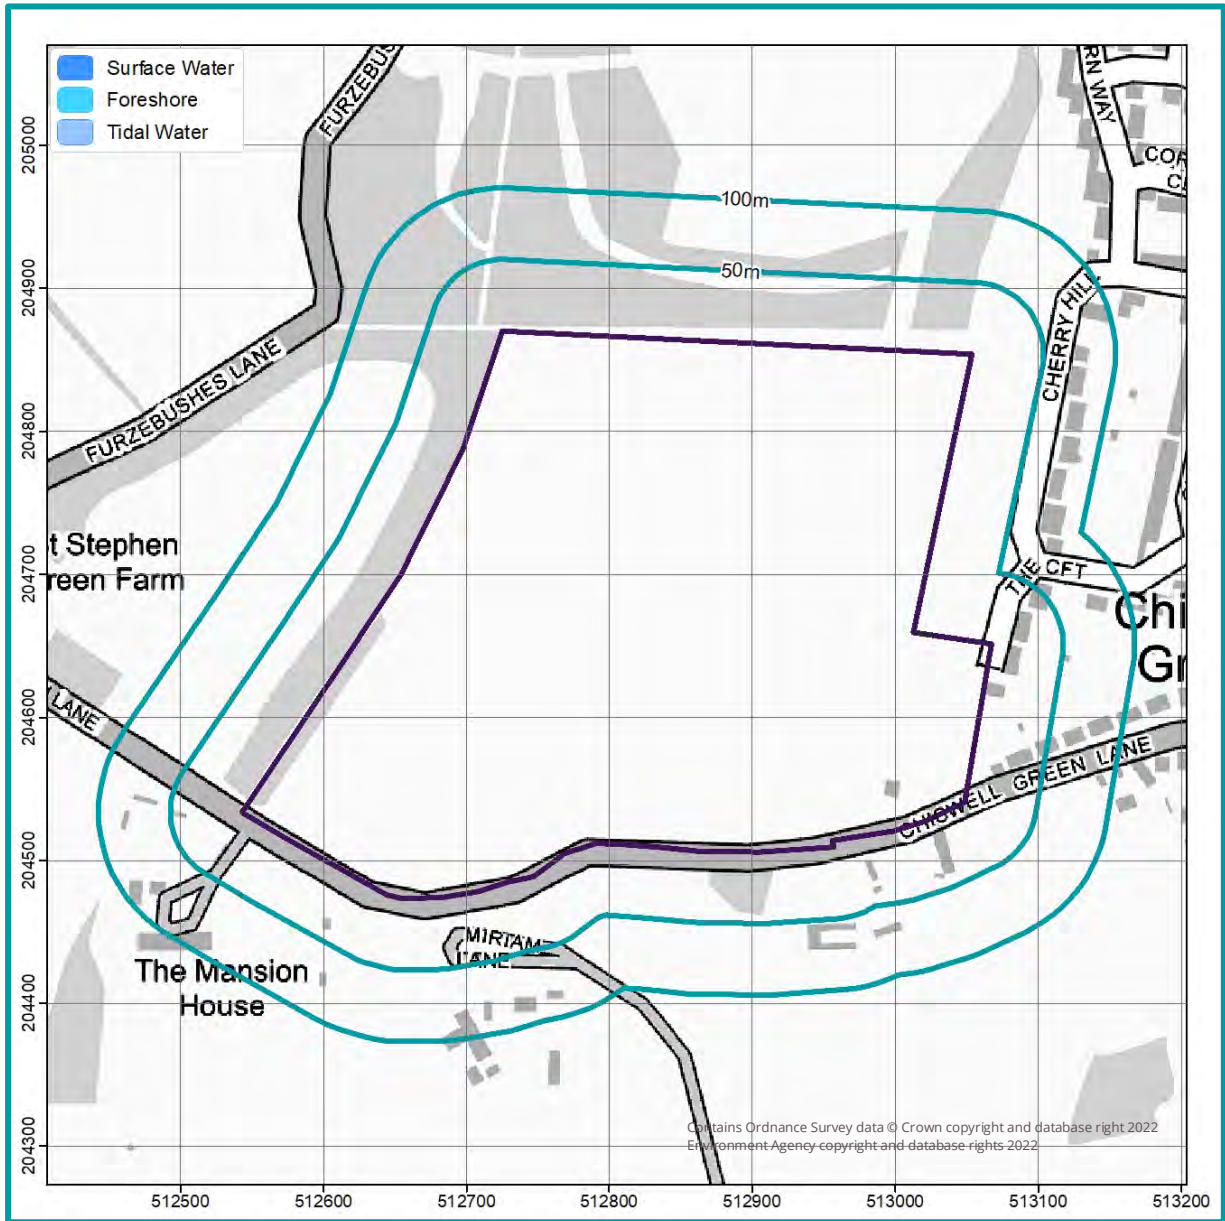 Surface Water
Foreshore
Tidal Water
FURZEBUS
RN WAY
COR
CL
100m
50m
CHERRY HILL
FURZEBUSHES LANE
t Stephen
reen Farm
THE CFT
Chi
Gr
LANE
CHISWELL GREEN LANE
MIRIAM
LANE
The Mansion
House
Contains Ordnance Survey data © Crown copyright and database right 2022
Environment Agency copyright and database rights 2022
205000
204900
204800
204700
204600
204500
204400
204300
512500 512600 512700 512800 512900 513000 513100 513200